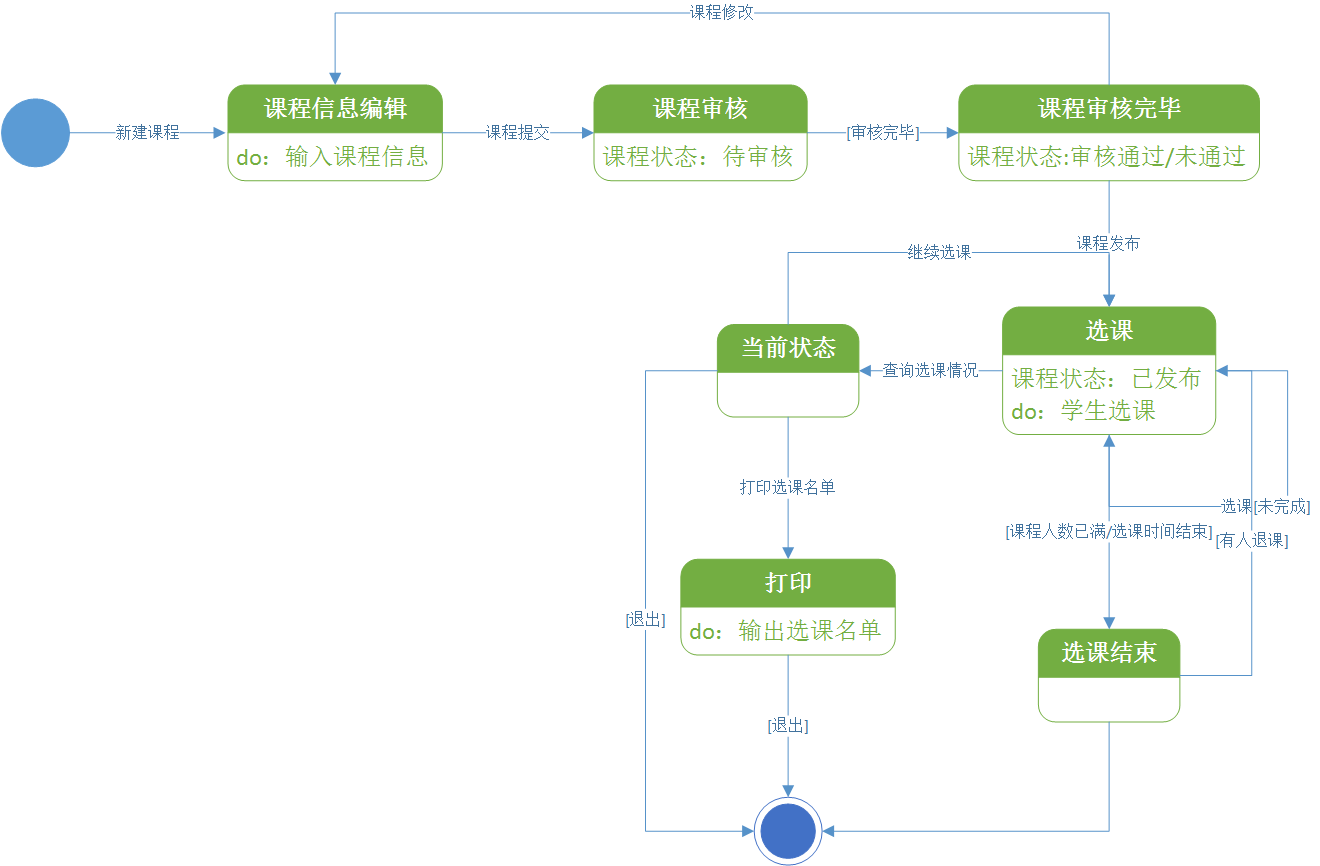 课程修改
课程信息编辑
do：输入课程信息
新建课程
课程提交
课程审核
课程状态：待审核
[审核完毕]
课程审核完毕
课程状态:审核通过/未通过
课程发布
继续选课
当前状态
查询选课情况
选课
课程状态：已发布
do：学生选课
打印选课名单
选课[未完成]
[课程人数已满/选课时间结束]
[有人退课]
打印
do：输出选课名单
[退出]
选课结束
[退出]